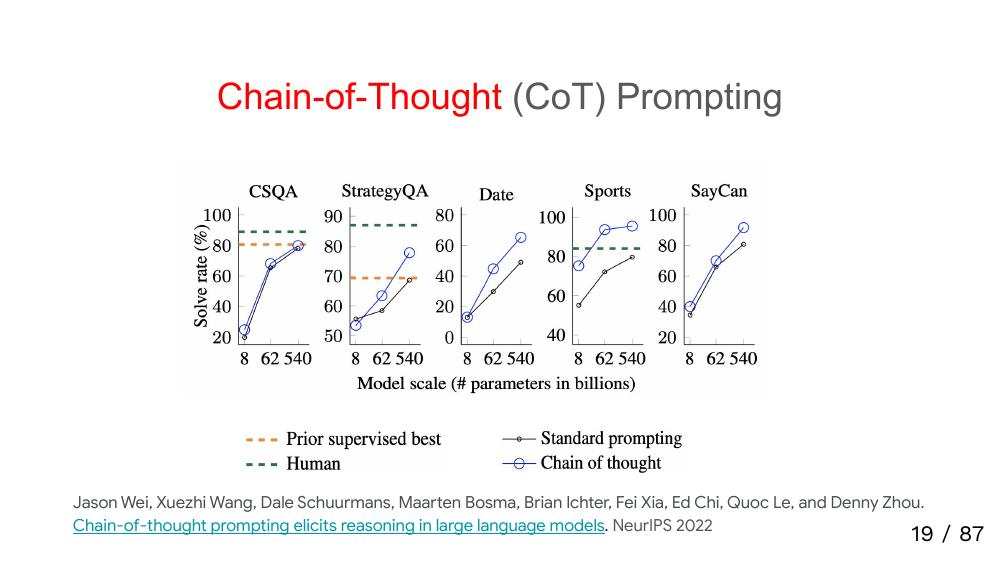 Chain-of-Thought (CoT) Prompting
CSQA
StrategyQA
Date
Sports
SayCan
Solve rate (%)
100
80
60
40
20
8 62 540
90
80
70
60
50
8 62 540
80
60
40
20
0
8 62 540
100
80
60
40
8 62 540
100
80
60
40
20
8 62 540
Model scale (# parameters in billions)
Prior supervised best
Human
Standard prompting
Chain of thought
Jason Wei, Xuezhi Wang, Dale Schuurmans, Maarten Bosma, Brian Ichter, Fei Xia, Ed Chi, Quoc Le, and Denny Zhou.
Chain-of-thought prompting elicits reasoning in large language models. NeurIPS 2022
19 / 87